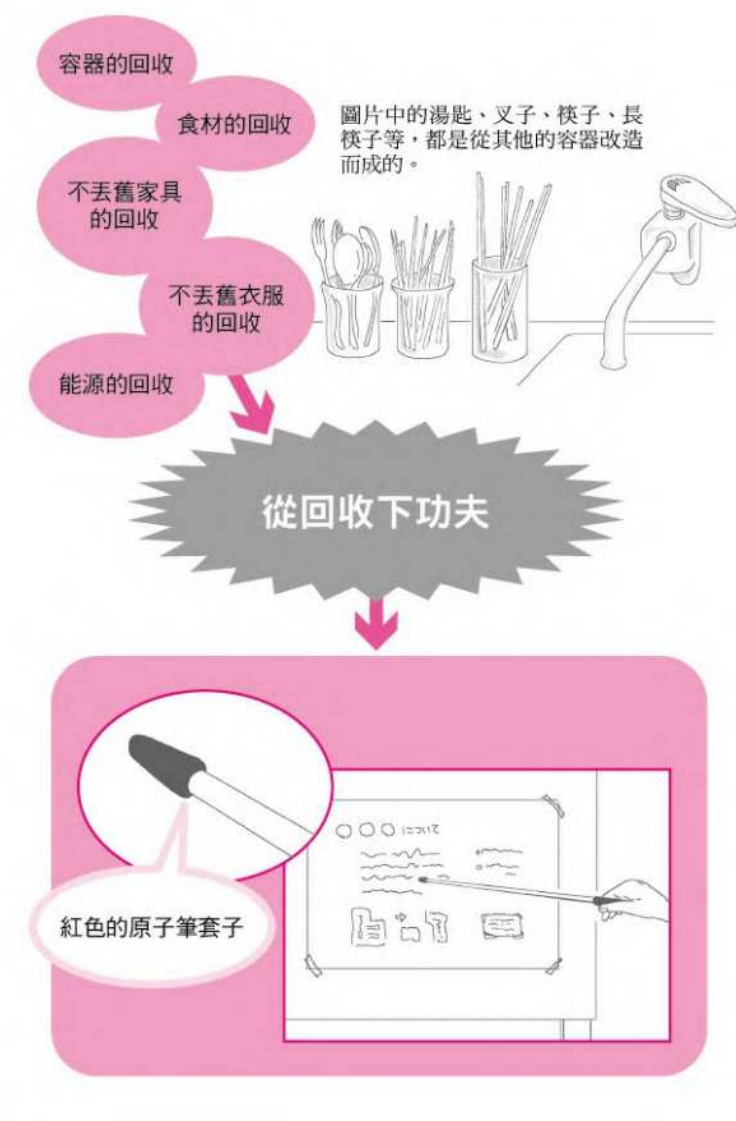 容器的回收
食材的回收
不丟舊家具
的回收
不丟舊衣服
的回收
能源的回收
圖片中的湯匙、叉子、筷子、長
筷子等，都是從其他的容器改造
而成的。
從回收下功夫
紅色的原子筆套子
○○○について